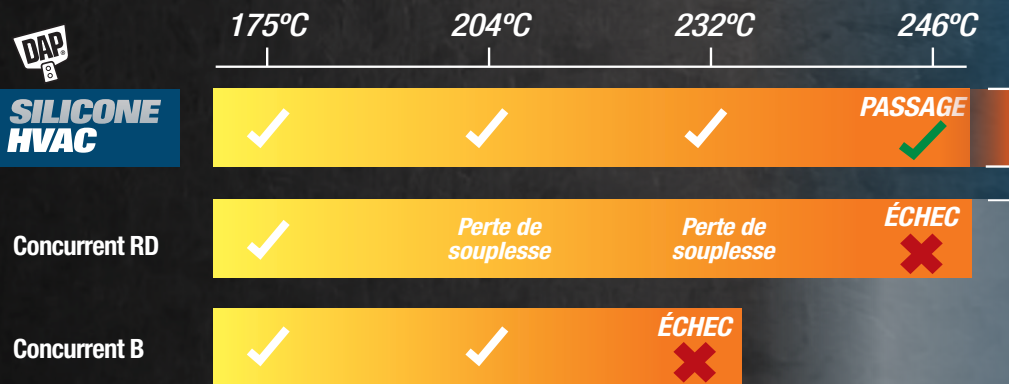 175ºC 204ºC 232ºC 246ºC
DAP®
SILICONE
HVAC
PASSAGE
Concurrent RD
Perte de
souplesse
Perte de
souplesse
ÉCHEC
Concurrent B
ÉCHEC